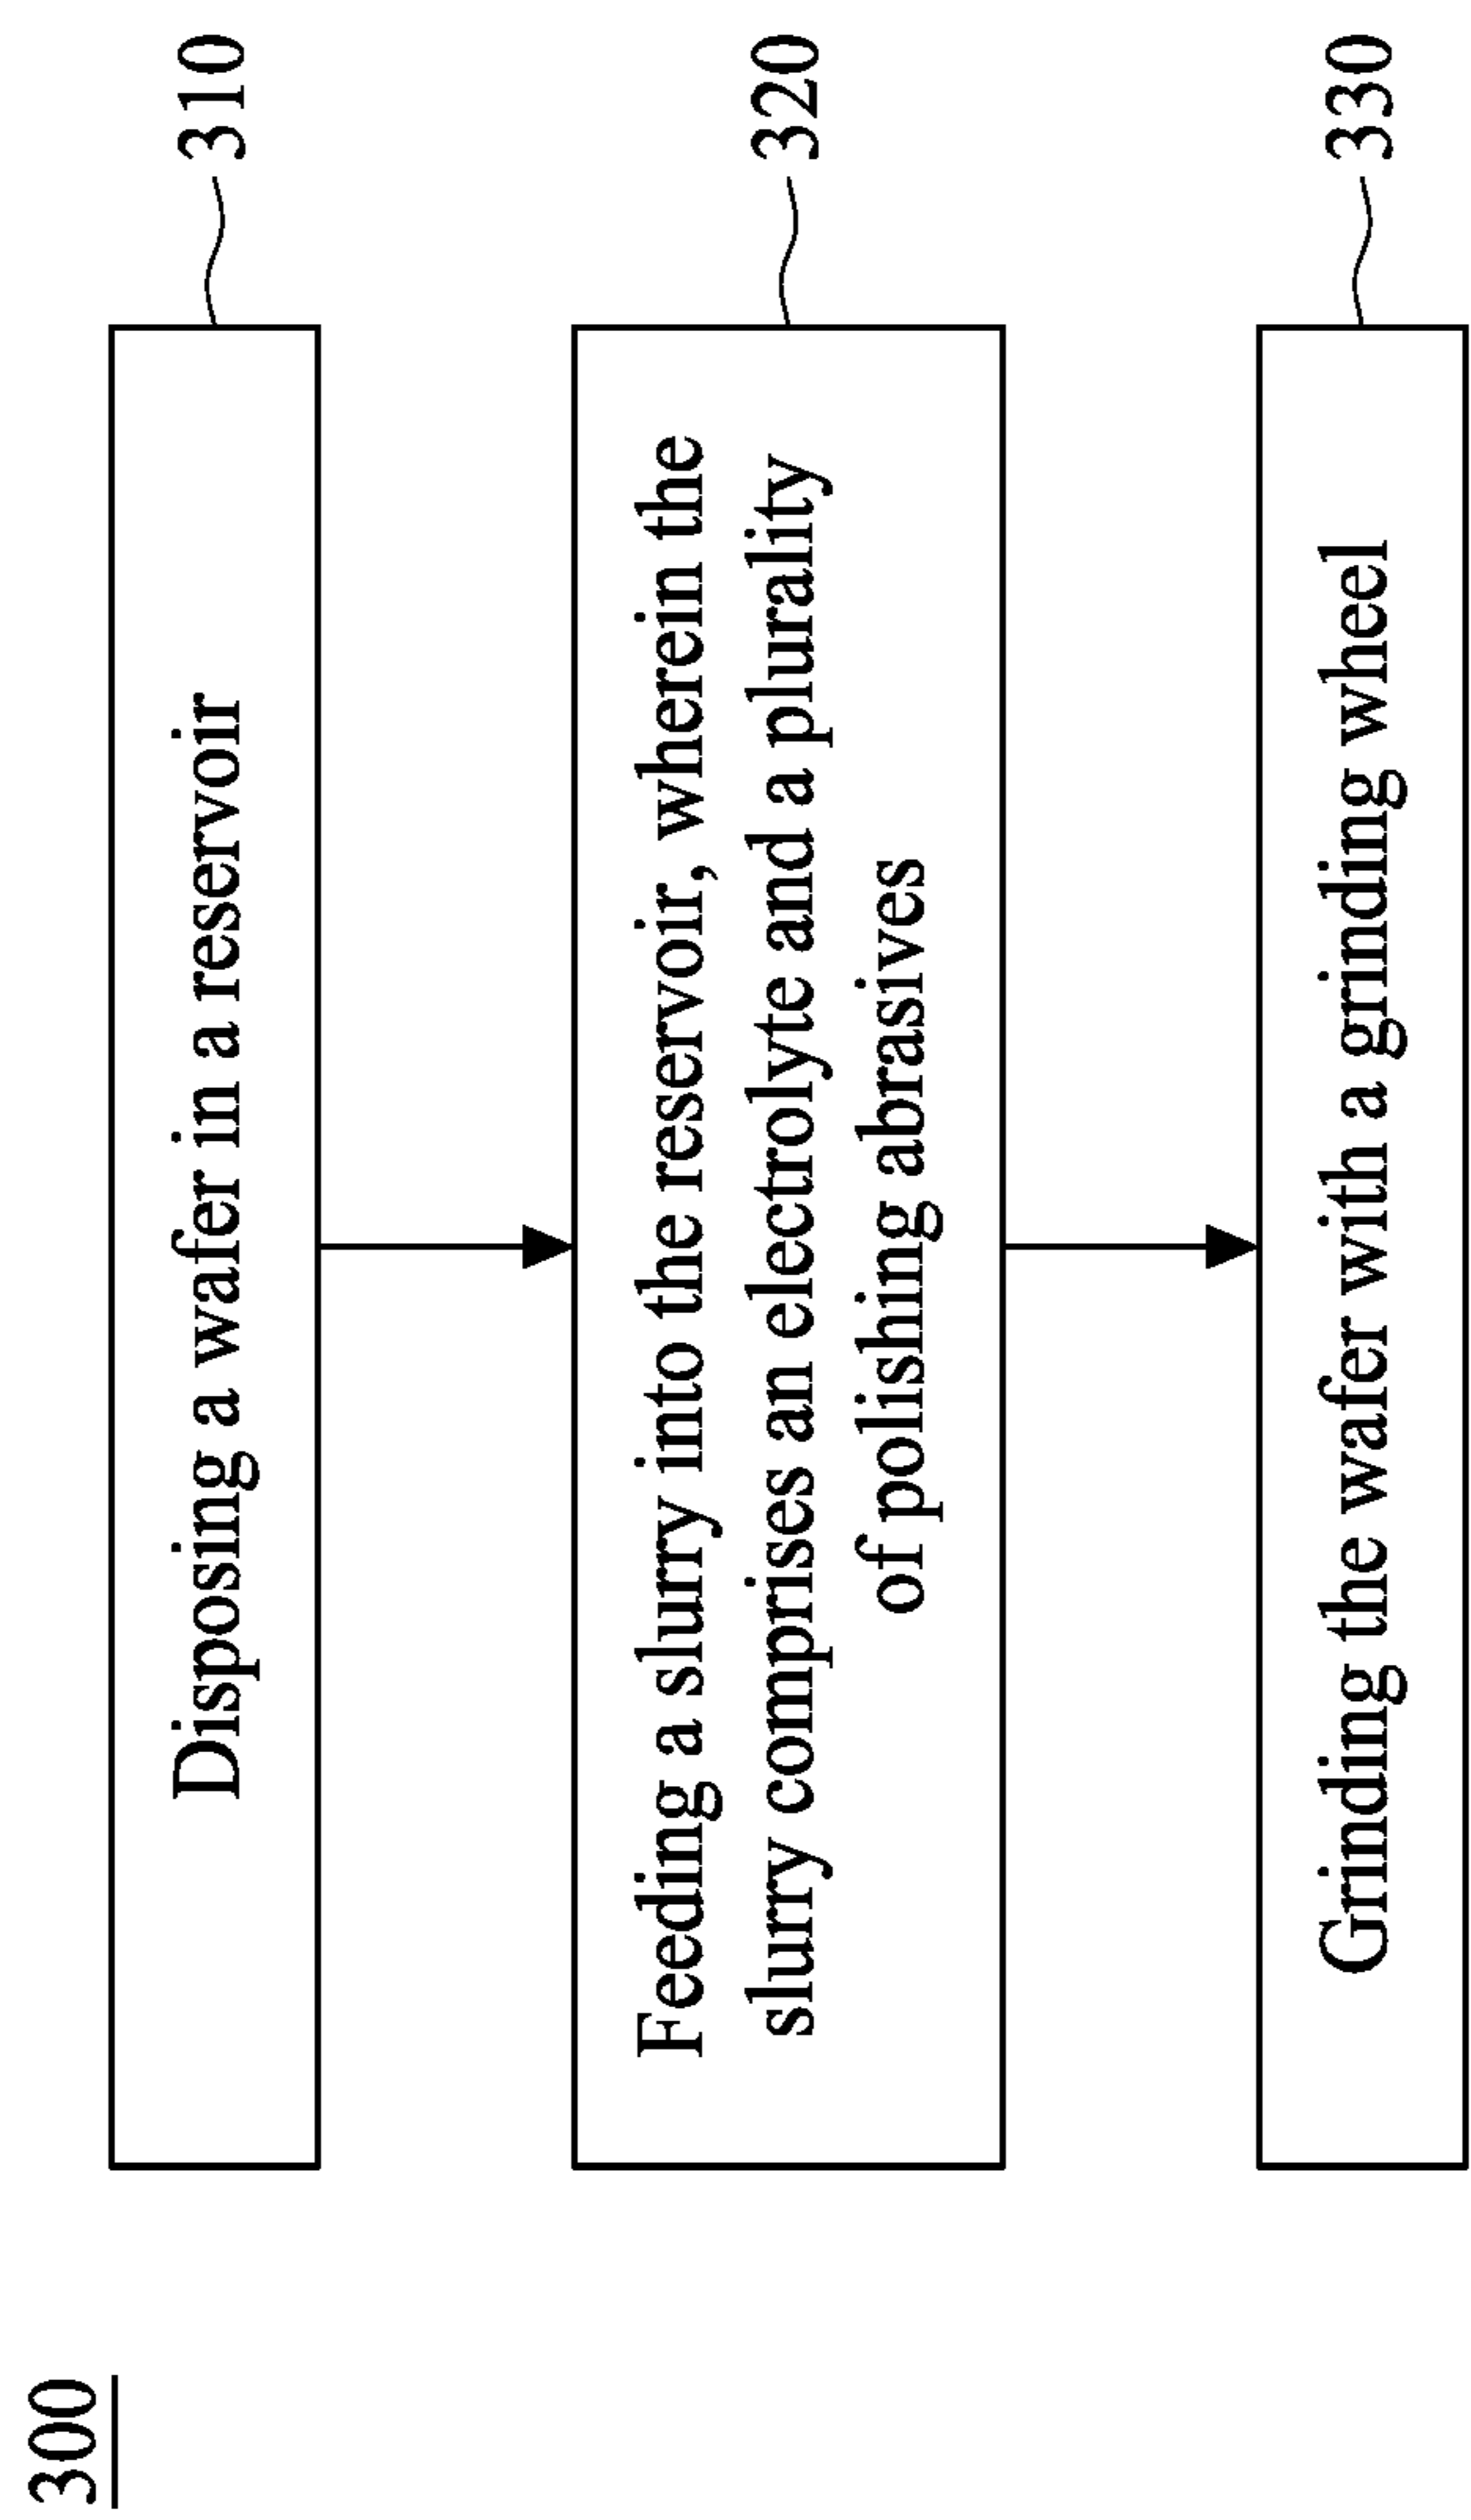 300
Disposing a wafer in a reservoir
310
Feeding a slurry into the reservoir, wherein the
slurry comprises an electrolyte and a plurality
of polishing abrasives
320
Grinding the wafer with a grinding wheel
330